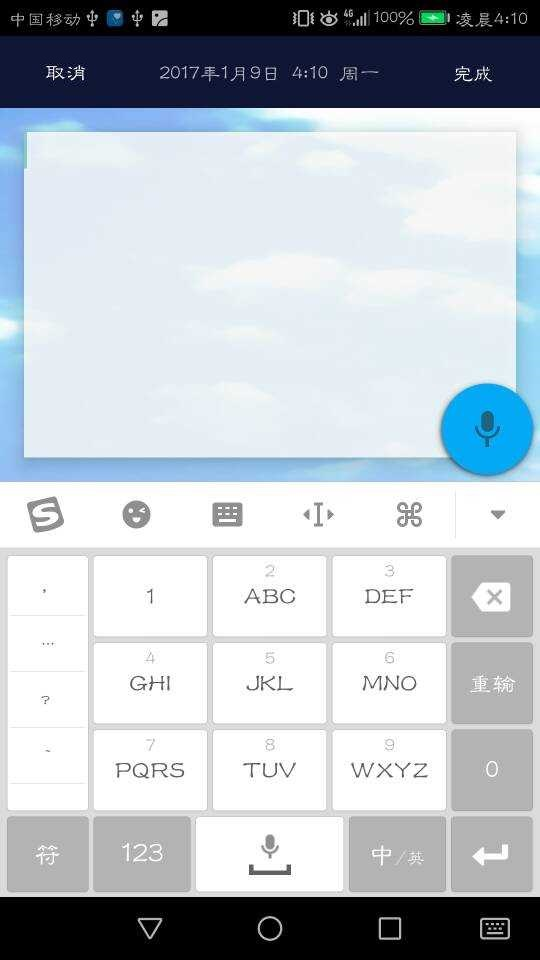 中国移动 4G 100% 凌晨4:10
取消 2017年1月9日 4:10 周一 完成
S
, 1 2 ABC 3 DEF
...
? 4 GHI 5 JKL 6 MNO 重输
~ 7 PQRS 8 TUV 9 WXYZ 0
符 123 中/英